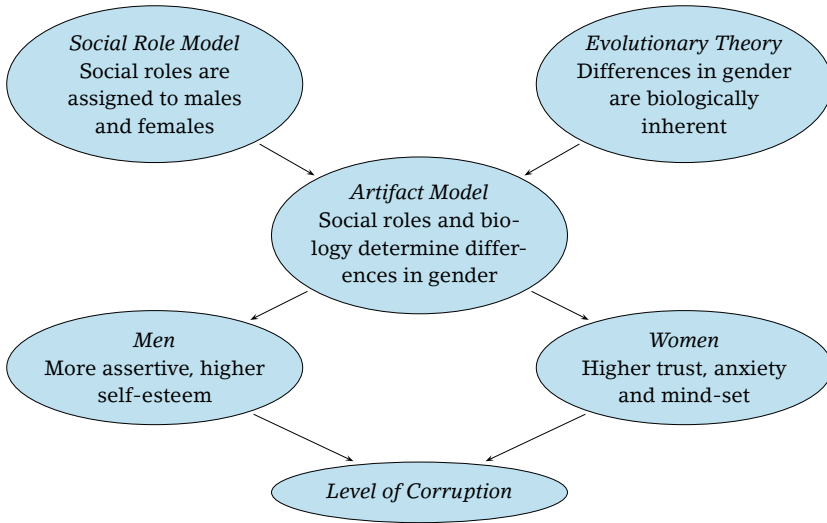 Social Role Model
Social roles are
assigned to males
and females
Evolutionary Theory
Differences in gender
are biologically
inherent
Artifact Model
Social roles and bio-
logy determine differ-
ences in gender
Men
More assertive, higher
self-esteem
Women
Higher trust, anxiety
and mind-set
Level of Corruption